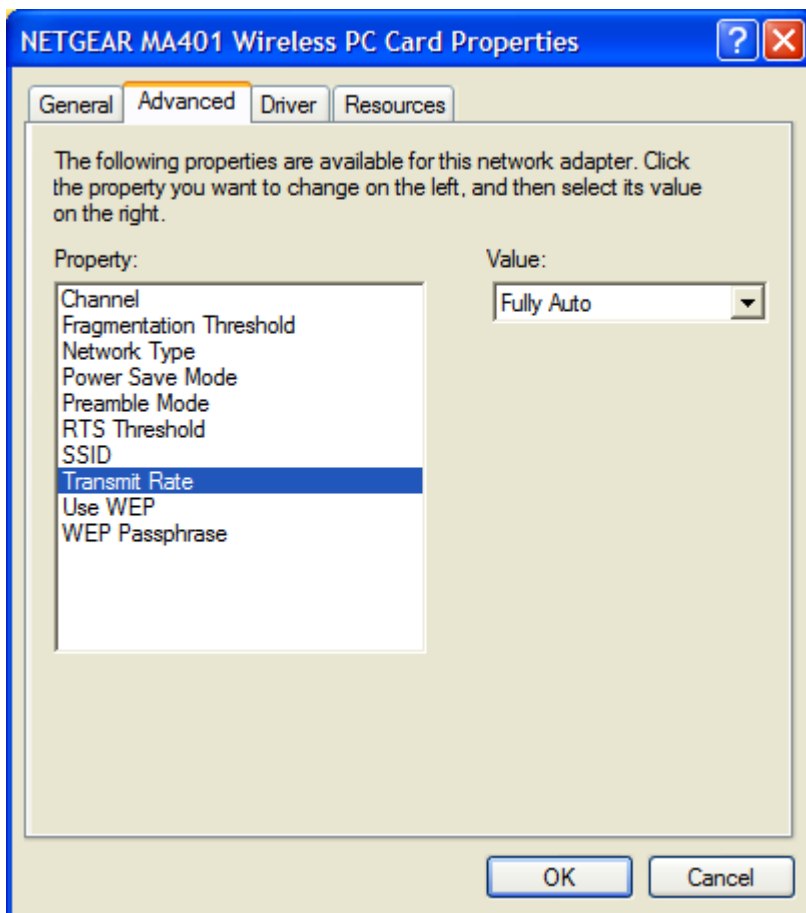 NETGEAR MA401 Wireless PC Card Properties
General Advanced Driver Resources
The following properties are available for this network adapter. Click
the property you want to change on the left, and then select its value
on the right.
Property:
Value:
Channel
Fragmentation Threshold
Network Type
Power Save Mode
Preamble Mode
RTS Threshold
SSID
Transmit Rate
Use WEP
WEP Passphrase
Fully Auto
OK Cancel